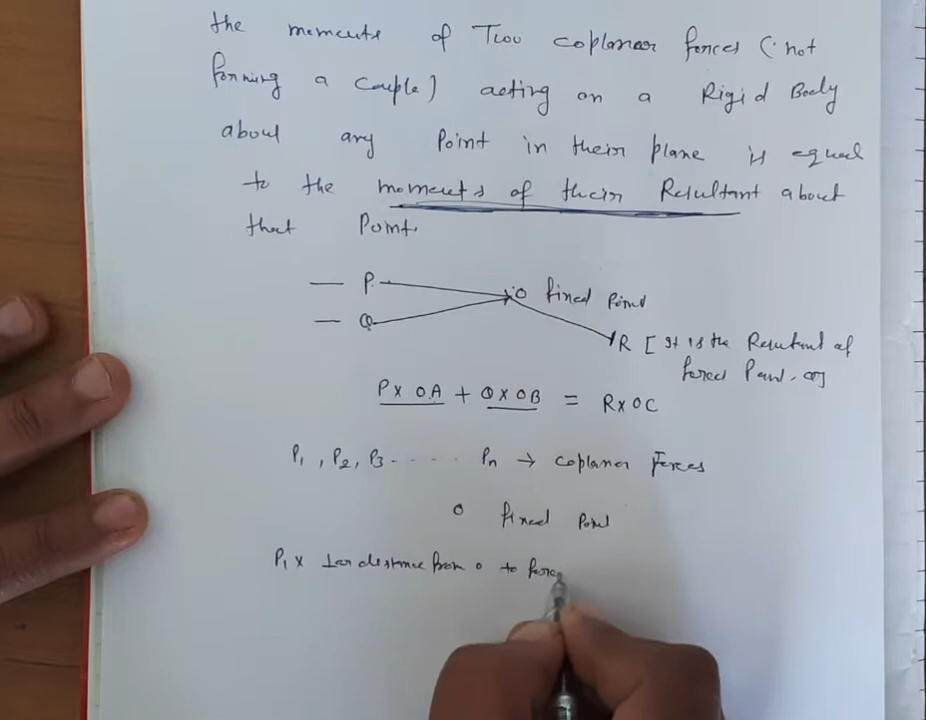 the moments of Two coplanar forces (not
forming a couple) acting on a Rigid Body
about any Point in their plane is equal
to the moments of their Resultant about
that Point.
— P. O fixed Point
— Q
R [ It is the Resultant of
forces P and Q]
P x OA + Q x OB = R x OC
P1, P2, P3 - - - - - Pn → coplaner Forces
O fixed Point
P1 x ⊥ar distance from O to forc